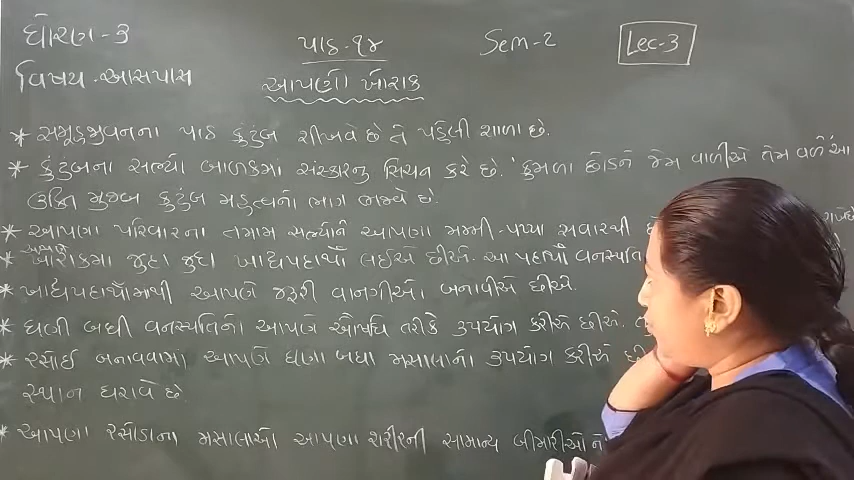 ધોરણ-૩
પાઠ-૧૪
Sem-2
Lec-3
વિષય - આસપાસ
આપણો ખોરાક
* સમૂહજીવનના પાઠ કુટુંબ શીખવે છે તે પહેલી શાળા છે.
* કુટુંબના સભ્યો બાળકમાં સંસ્કારનું સિંચન કરે છે. 'કુમળા છોડને જેમ વાળીએ તેમ વળે' આ
ઉક્તિ મુજબ કુટુંબ મહત્વનો ભાગ ભજવે છે.
* આપણા પરિવારના તમામ સભ્યોને આપણા મમ્મી-પપ્પા સવારથી
* ખોરાકમાં જુદા જુદા ખાદ્યપદાર્થો લઈએ છીએ. આ પદાર્થો વનસ્પતિ
* ખાદ્યપદાર્થોમાથી આપણે જરૂરી વાનગીઓ બનાવીએ છીએ.
* ઘણી બધી વનસ્પતિનો આપણે ઔષધિ તરીકે ઉપયોગ કરીએ છીએ.
* રસોઈ બનાવવામાં આપણે ઘણા બધા મસાલાનો ઉપયોગ કરીએ
સ્થાન ધરાવે છે.
* આપણા રસોડાના મસાલાઓ આપણા શરીરની સામાન્ય બીમારીઓને